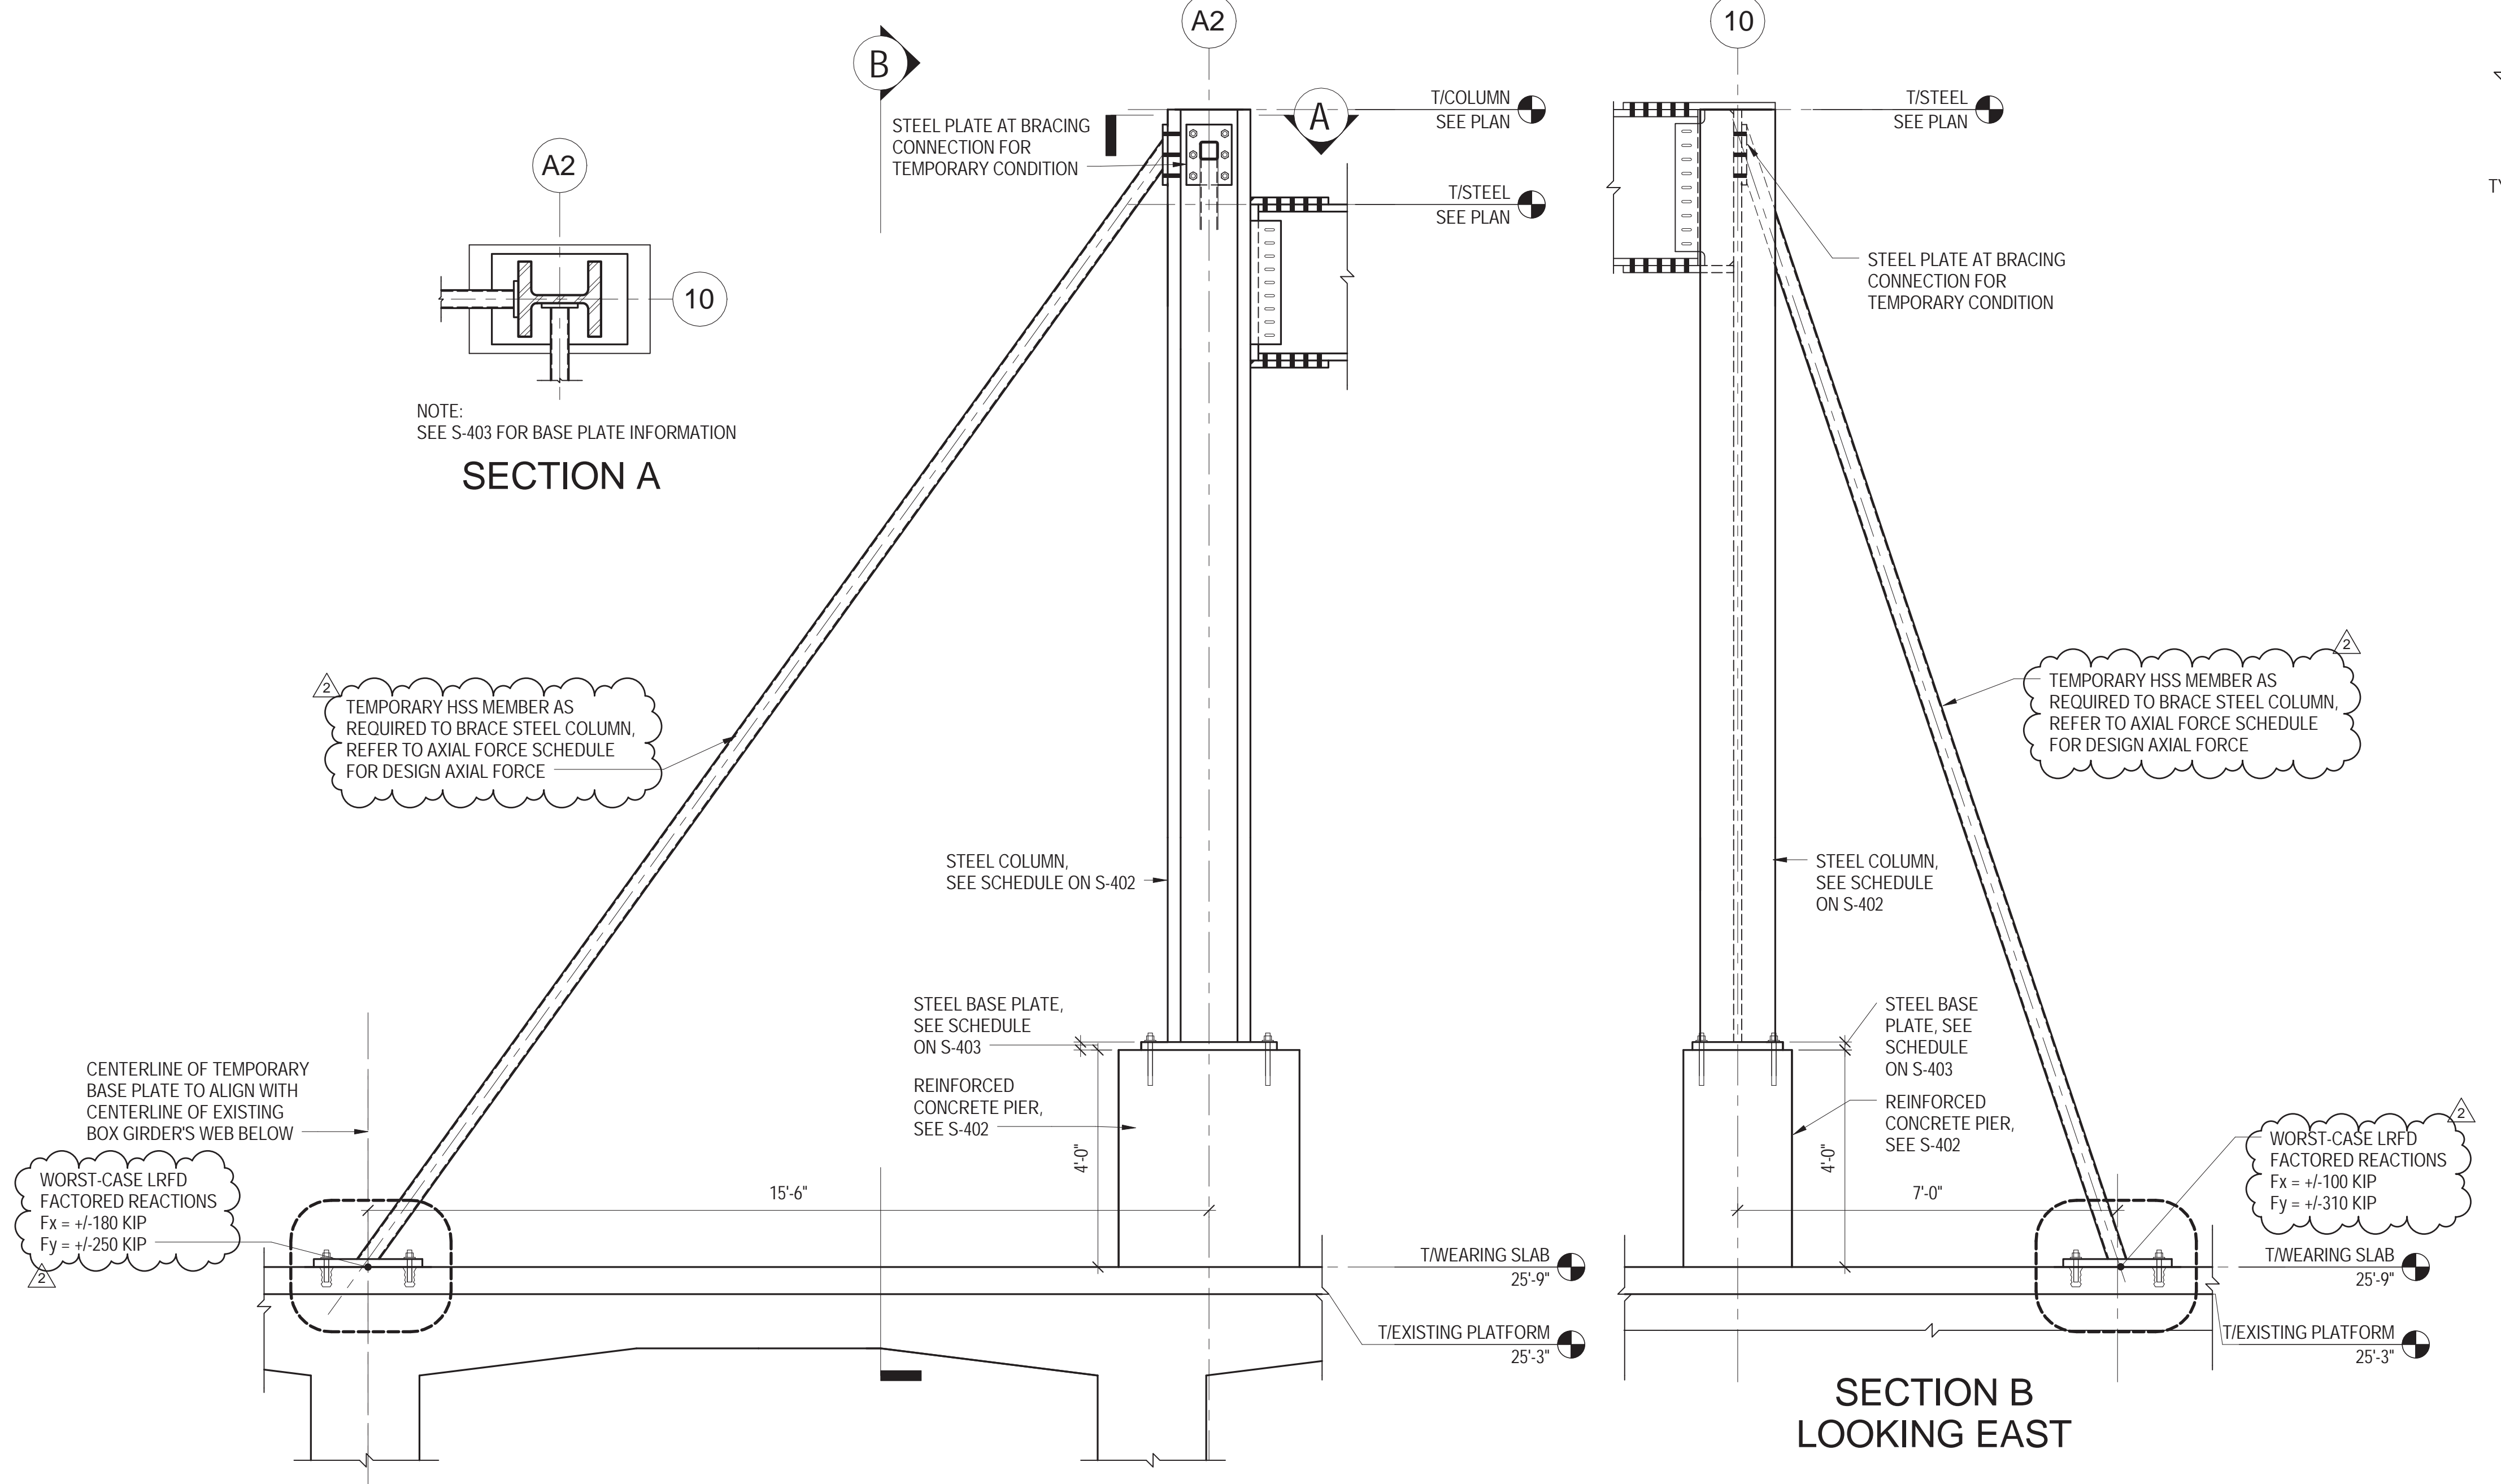 A2
NOTE:
SEE S-403 FOR BASE PLATE INFORMATION
10
SECTION A
B
A2
STEEL PLATE AT BRACING
CONNECTION FOR
TEMPORARY CONDITION
A
T/COLUMN
SEE PLAN
T/STEEL
SEE PLAN
2
TEMPORARY HSS MEMBER AS
REQUIRED TO BRACE STEEL COLUMN,
REFER TO AXIAL FORCE SCHEDULE
FOR DESIGN AXIAL FORCE
STEEL COLUMN,
SEE SCHEDULE ON S-402
STEEL BASE PLATE,
SEE SCHEDULE
ON S-403
REINFORCED
CONCRETE PIER,
SEE S-402
4'-0"
15'-6"
CENTERLINE OF TEMPORARY
BASE PLATE TO ALIGN WITH
CENTERLINE OF EXISTING
BOX GIRDER'S WEB BELOW
WORST-CASE LRFD
FACTORED REACTIONS
Fx = +/-180 KIP
Fy = +/-250 KIP
2
T/WEARING SLAB
25'-9"
T/EXISTING PLATFORM
25'-3"
10
T/STEEL
SEE PLAN
STEEL PLATE AT BRACING
CONNECTION FOR
TEMPORARY CONDITION
2
TEMPORARY HSS MEMBER AS
REQUIRED TO BRACE STEEL COLUMN,
REFER TO AXIAL FORCE SCHEDULE
FOR DESIGN AXIAL FORCE
STEEL COLUMN,
SEE SCHEDULE
ON S-402
STEEL BASE
PLATE, SEE
SCHEDULE
ON S-403
REINFORCED
CONCRETE PIER,
SEE S-402
4'-0"
7'-0"
2
WORST-CASE LRFD
FACTORED REACTIONS
Fx = +/-100 KIP
Fy = +/-310 KIP
T/WEARING SLAB
25'-9"
T/EXISTING PLATFORM
25'-3"
SECTION B
LOOKING EAST